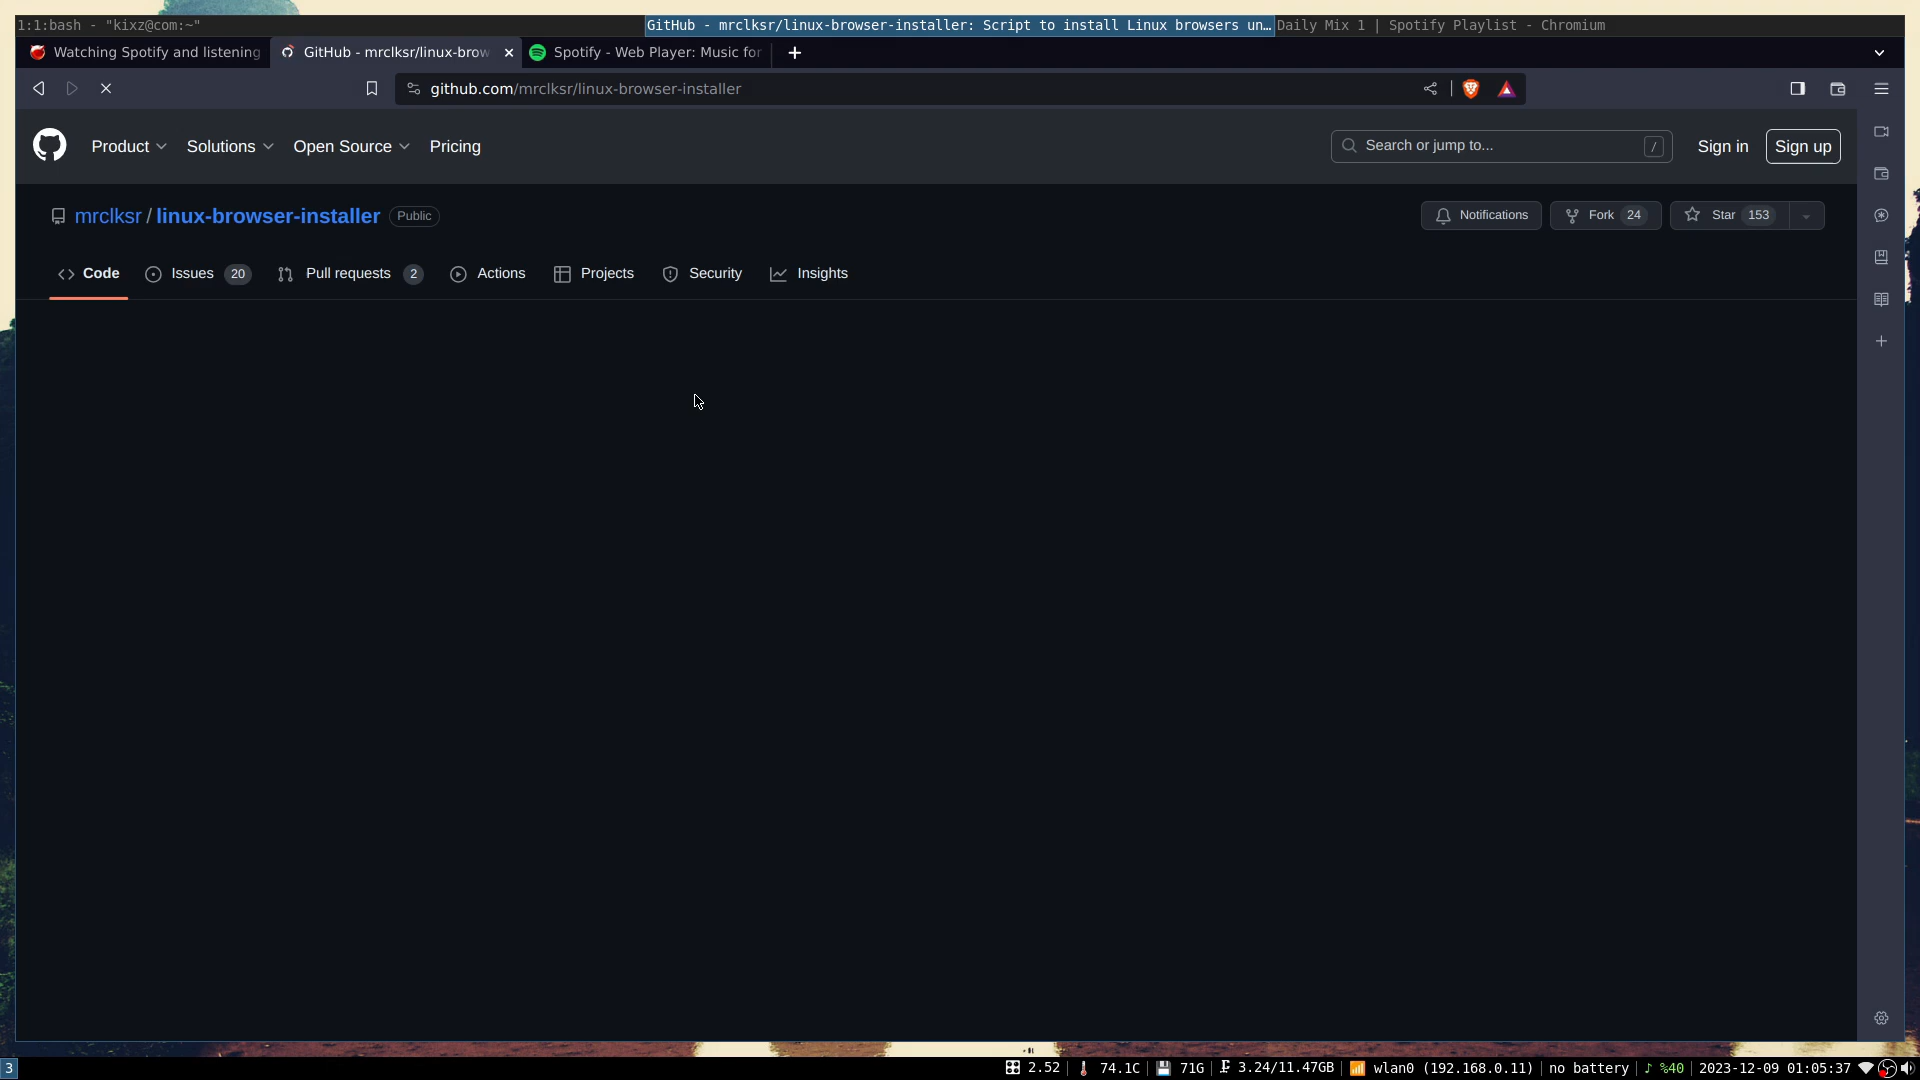 1:1:bash - "kixz@com:~"
GitHub - mrclksr/linux-browser-installer: Script to install Linux browsers un…
Daily Mix 1 | Spotify Playlist - Chromium
Watching Spotify and listening
GitHub - mrclksr/linux-brow
Spotify - Web Player: Music for
github.com/mrclksr/linux-browser-installer
Product
Solutions
Open Source
Pricing
Search or jump to...
/
Sign in
Sign up
mrclksr / linux-browser-installer
Public
Notifications
Fork 24
Star 153
Code
Issues 20
Pull requests 2
Actions
Projects
Security
Insights
3
2.52 | 74.1C | 71G | 3.24/11.47GB | wlan0 (192.168.0.11) | no battery | ♪ %40 | 2023-12-09 01:05:37